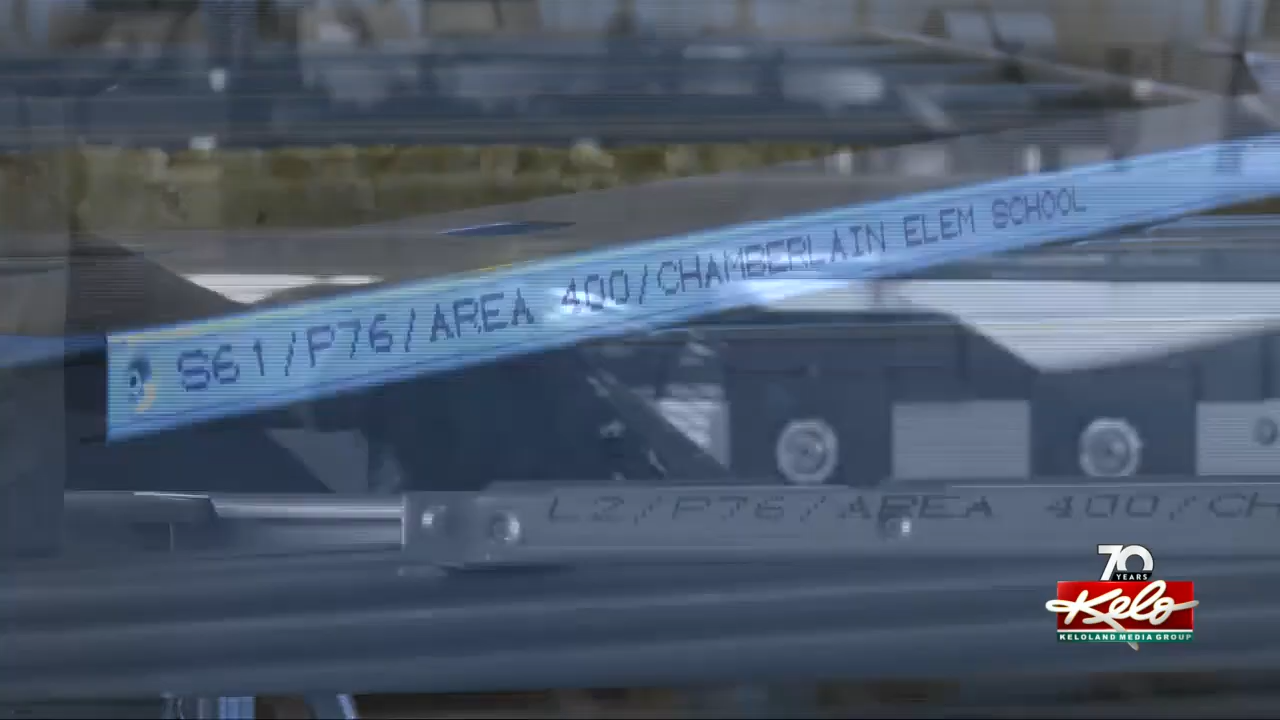 S61/P76/AREA 400/CHAMBERLAIN ELEM SCHOOL
L2/P76/AREA 400/CH
70
YEARS
Kelo
KELOLAND MEDIA GROUP